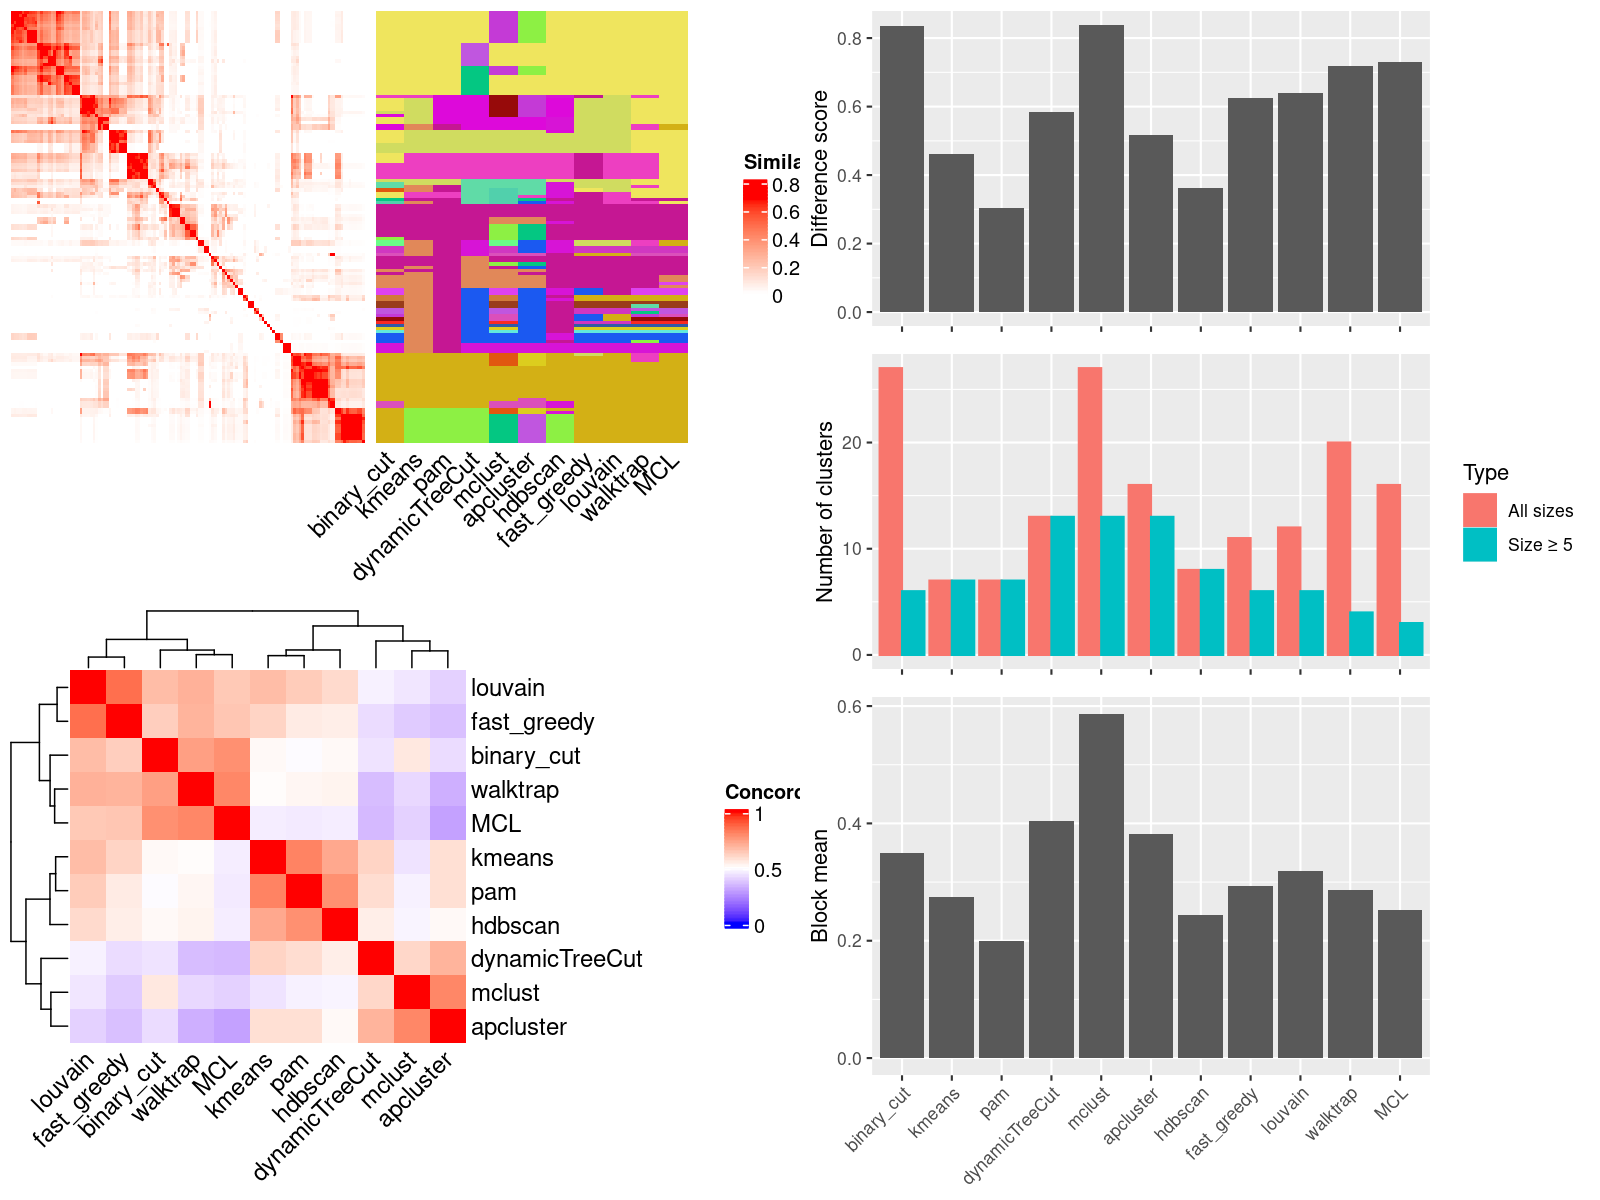 Simila
0.8
0.6
0.4
0.2
0
binary_cut
kmeans
pam
dynamicTreeCut
mclust
apcluster
hdbscan
fast_greedy
louvain
walktrap
MCL
louvain
fast_greedy
binary_cut
walktrap
MCL
kmeans
pam
hdbscan
dynamicTreeCut
mclust
apcluster
louvain
fast_greedy
binary_cut
walktrap
MCL
kmeans
pam
hdbscan
dynamicTreeCut
mclust
apcluster
Concord
1
0.5
0
Difference score
0.8
0.6
0.4
0.2
0.0
Number of clusters
20
10
0
Type
All sizes
Size ≥ 5
Block mean
0.6
0.4
0.2
0.0
binary_cut
kmeans
pam
dynamicTreeCut
mclust
apcluster
hdbscan
fast_greedy
louvain
walktrap
MCL